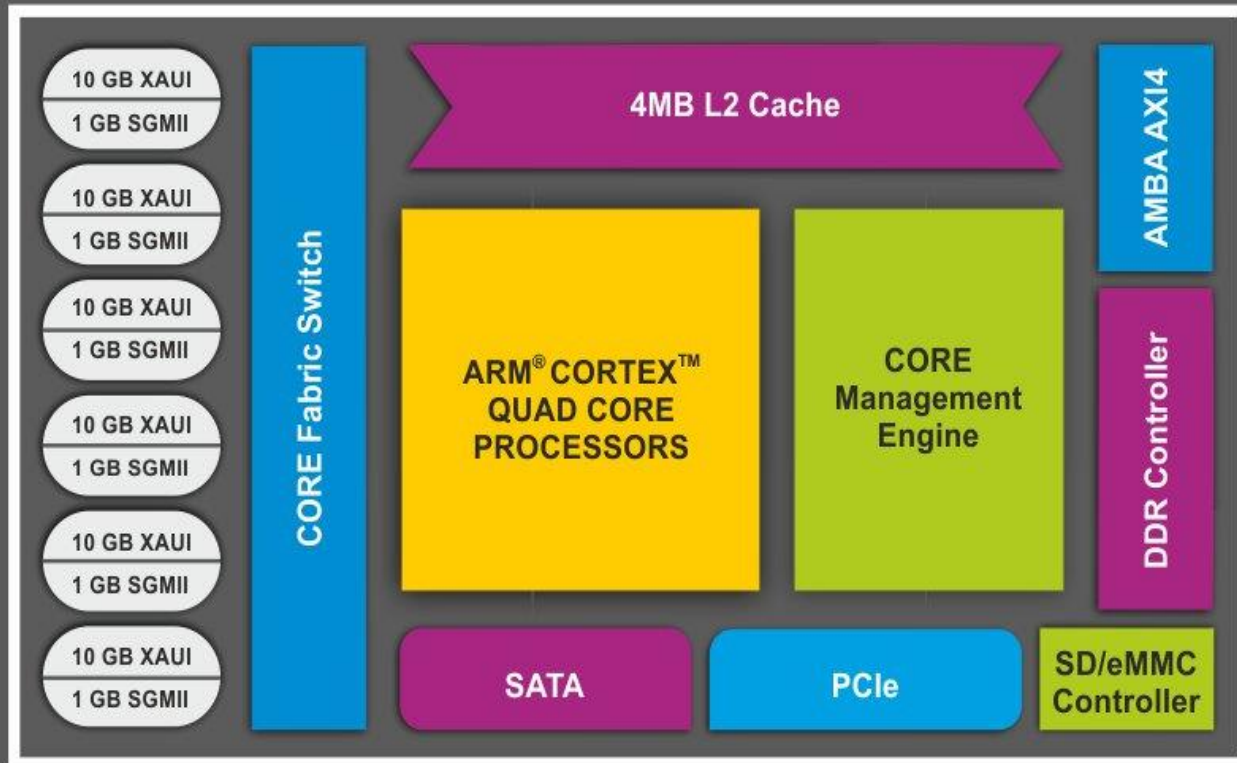 10 GB XAUI
1 GB SGMII
10 GB XAUI
1 GB SGMII
10 GB XAUI
1 GB SGMII
10 GB XAUI
1 GB SGMII
10 GB XAUI
1 GB SGMII
10 GB XAUI
1 GB SGMII
CORE Fabric Switch
4MB L2 Cache
ARM® CORTEX™
QUAD CORE
PROCESSORS
CORE
Management
Engine
AMBA AXI4
DDR Controller
SATA
PCIe
SD/eMMC
Controller